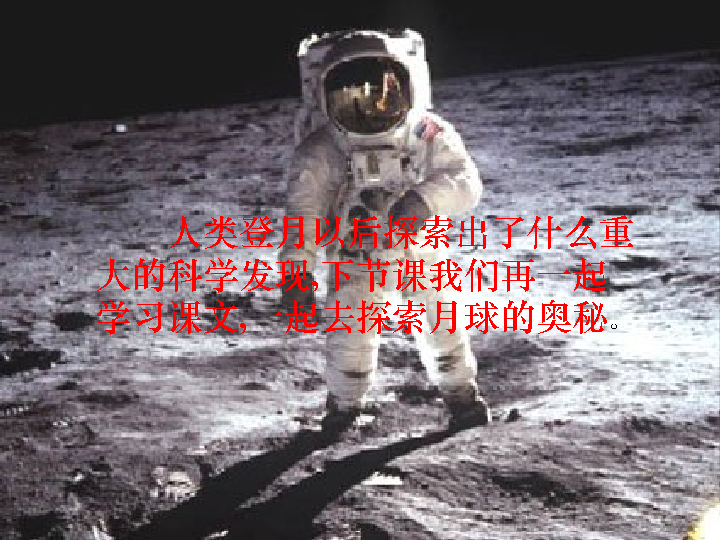 人类登月以后探索出了什么重
大的科学发现,下节课我们再一起
学习课文,一起去探索月球的奥秘。